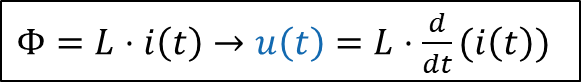 Φ = L · i(t) → u(t) = L · d/dt (i(t))